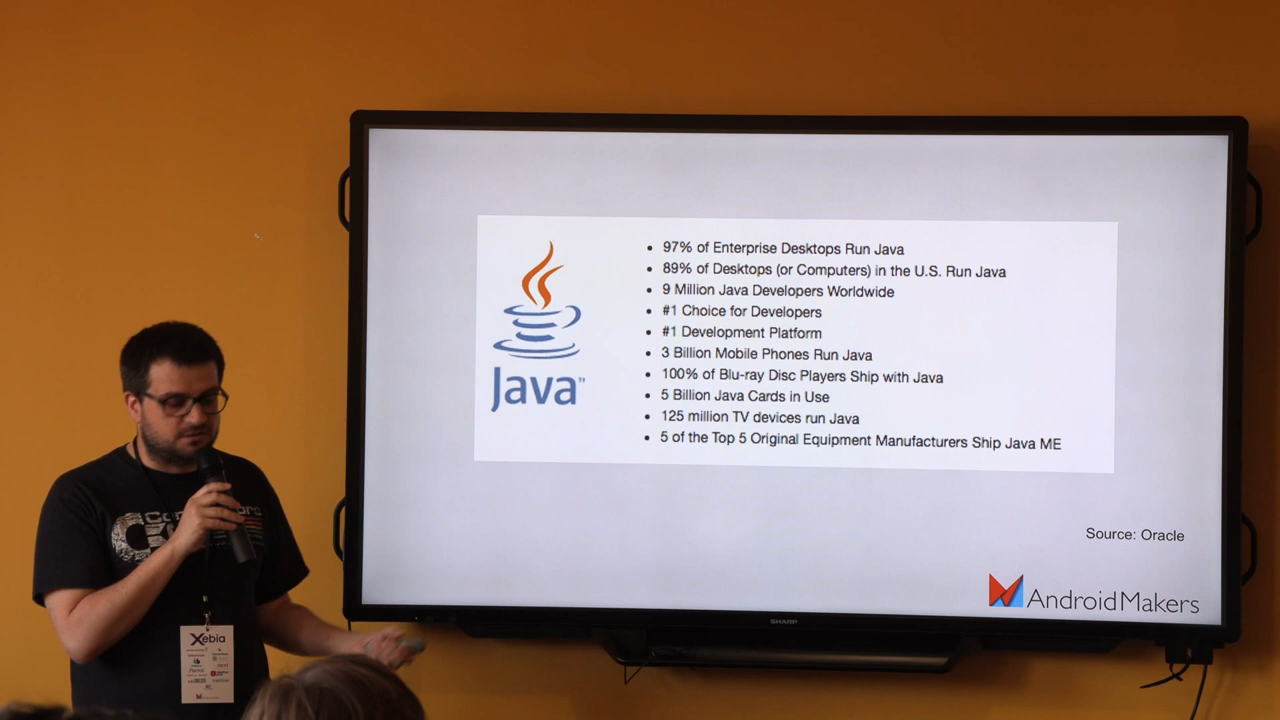 • 97% of Enterprise Desktops Run Java
• 89% of Desktops (or Computers) in the U.S. Run Java
• 9 Million Java Developers Worldwide
• #1 Choice for Developers
• #1 Development Platform
• 3 Billion Mobile Phones Run Java
• 100% of Blu-ray Disc Players Ship with Java
• 5 Billion Java Cards in Use
• 125 million TV devices run Java
• 5 of the Top 5 Original Equipment Manufacturers Ship Java ME
Java™
Source: Oracle
AndroidMakers
SHARP
Xebia